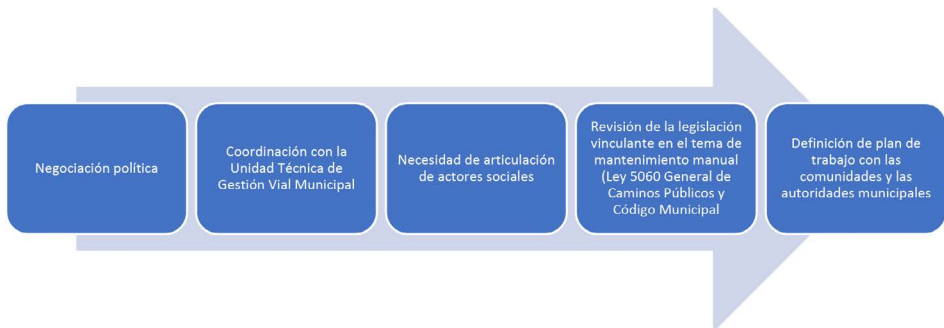 Negociación política
Coordinación con la
Unidad Técnica de
Gestión Vial Municipal
Necesidad de articulación
de actores sociales
Revisión de la legislación
vinculante en el tema de
mantenimiento manual
(Ley 5060 General de
Caminos Públicos y
Código Municipal
Definición de plan de
trabajo con las
comunidades y las
autoridades municipales